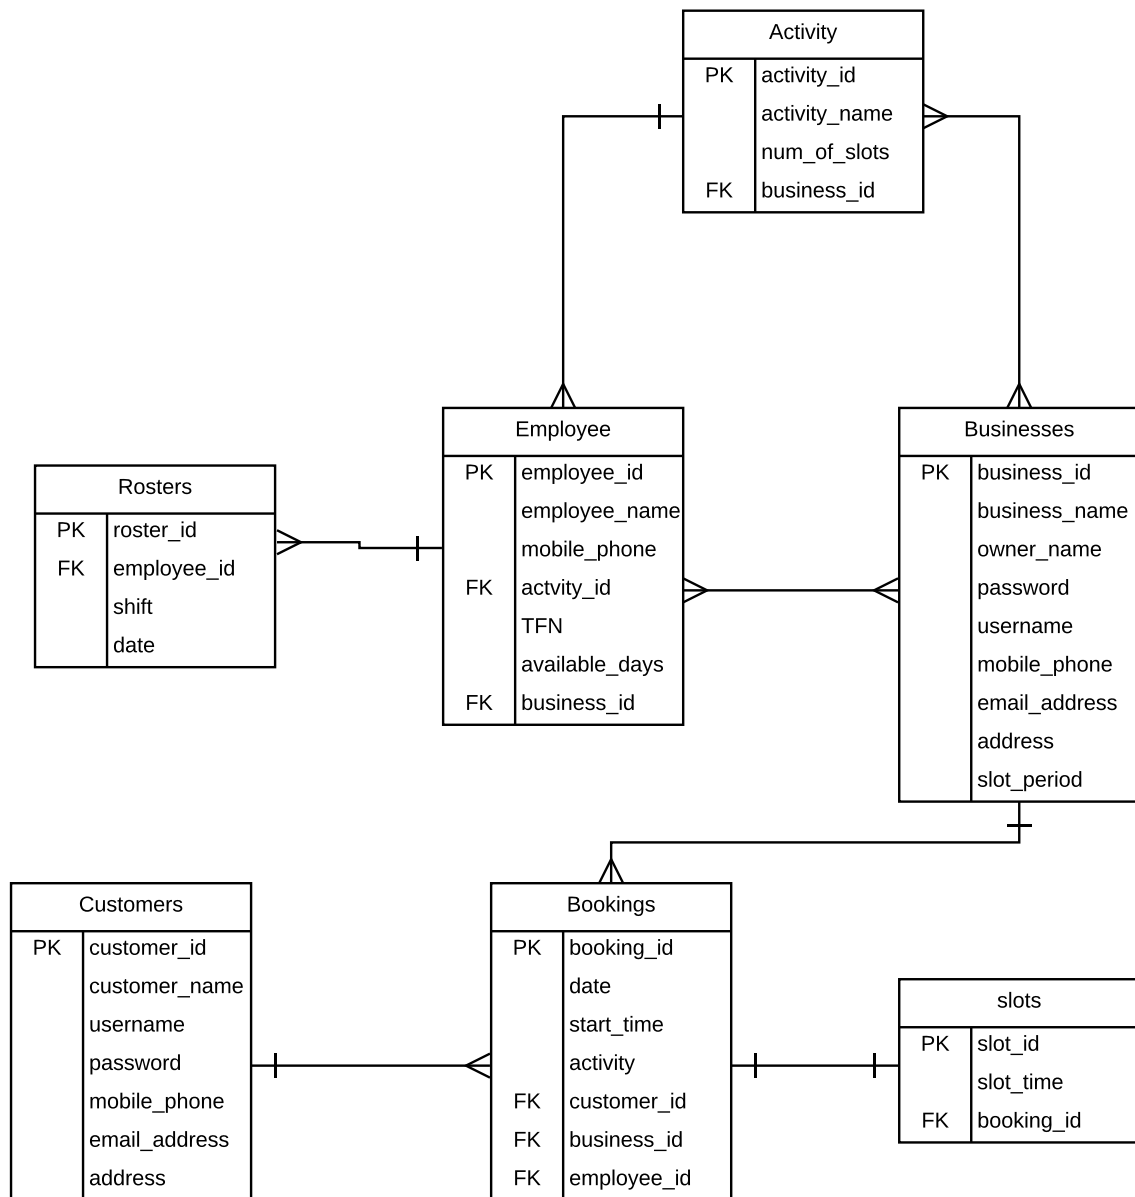 Activity
PK activity_id
activity_name
num_of_slots
FK business_id
Employee
PK employee_id
employee_name
mobile_phone
FK actvity_id
TFN
available_days
FK business_id
Businesses
PK business_id
business_name
owner_name
password
username
mobile_phone
email_address
address
slot_period
Rosters
PK roster_id
FK employee_id
shift
date
Customers
PK customer_id
customer_name
username
password
mobile_phone
email_address
address
Bookings
PK booking_id
date
start_time
activity
FK customer_id
FK business_id
FK employee_id
slots
PK slot_id
slot_time
FK booking_id